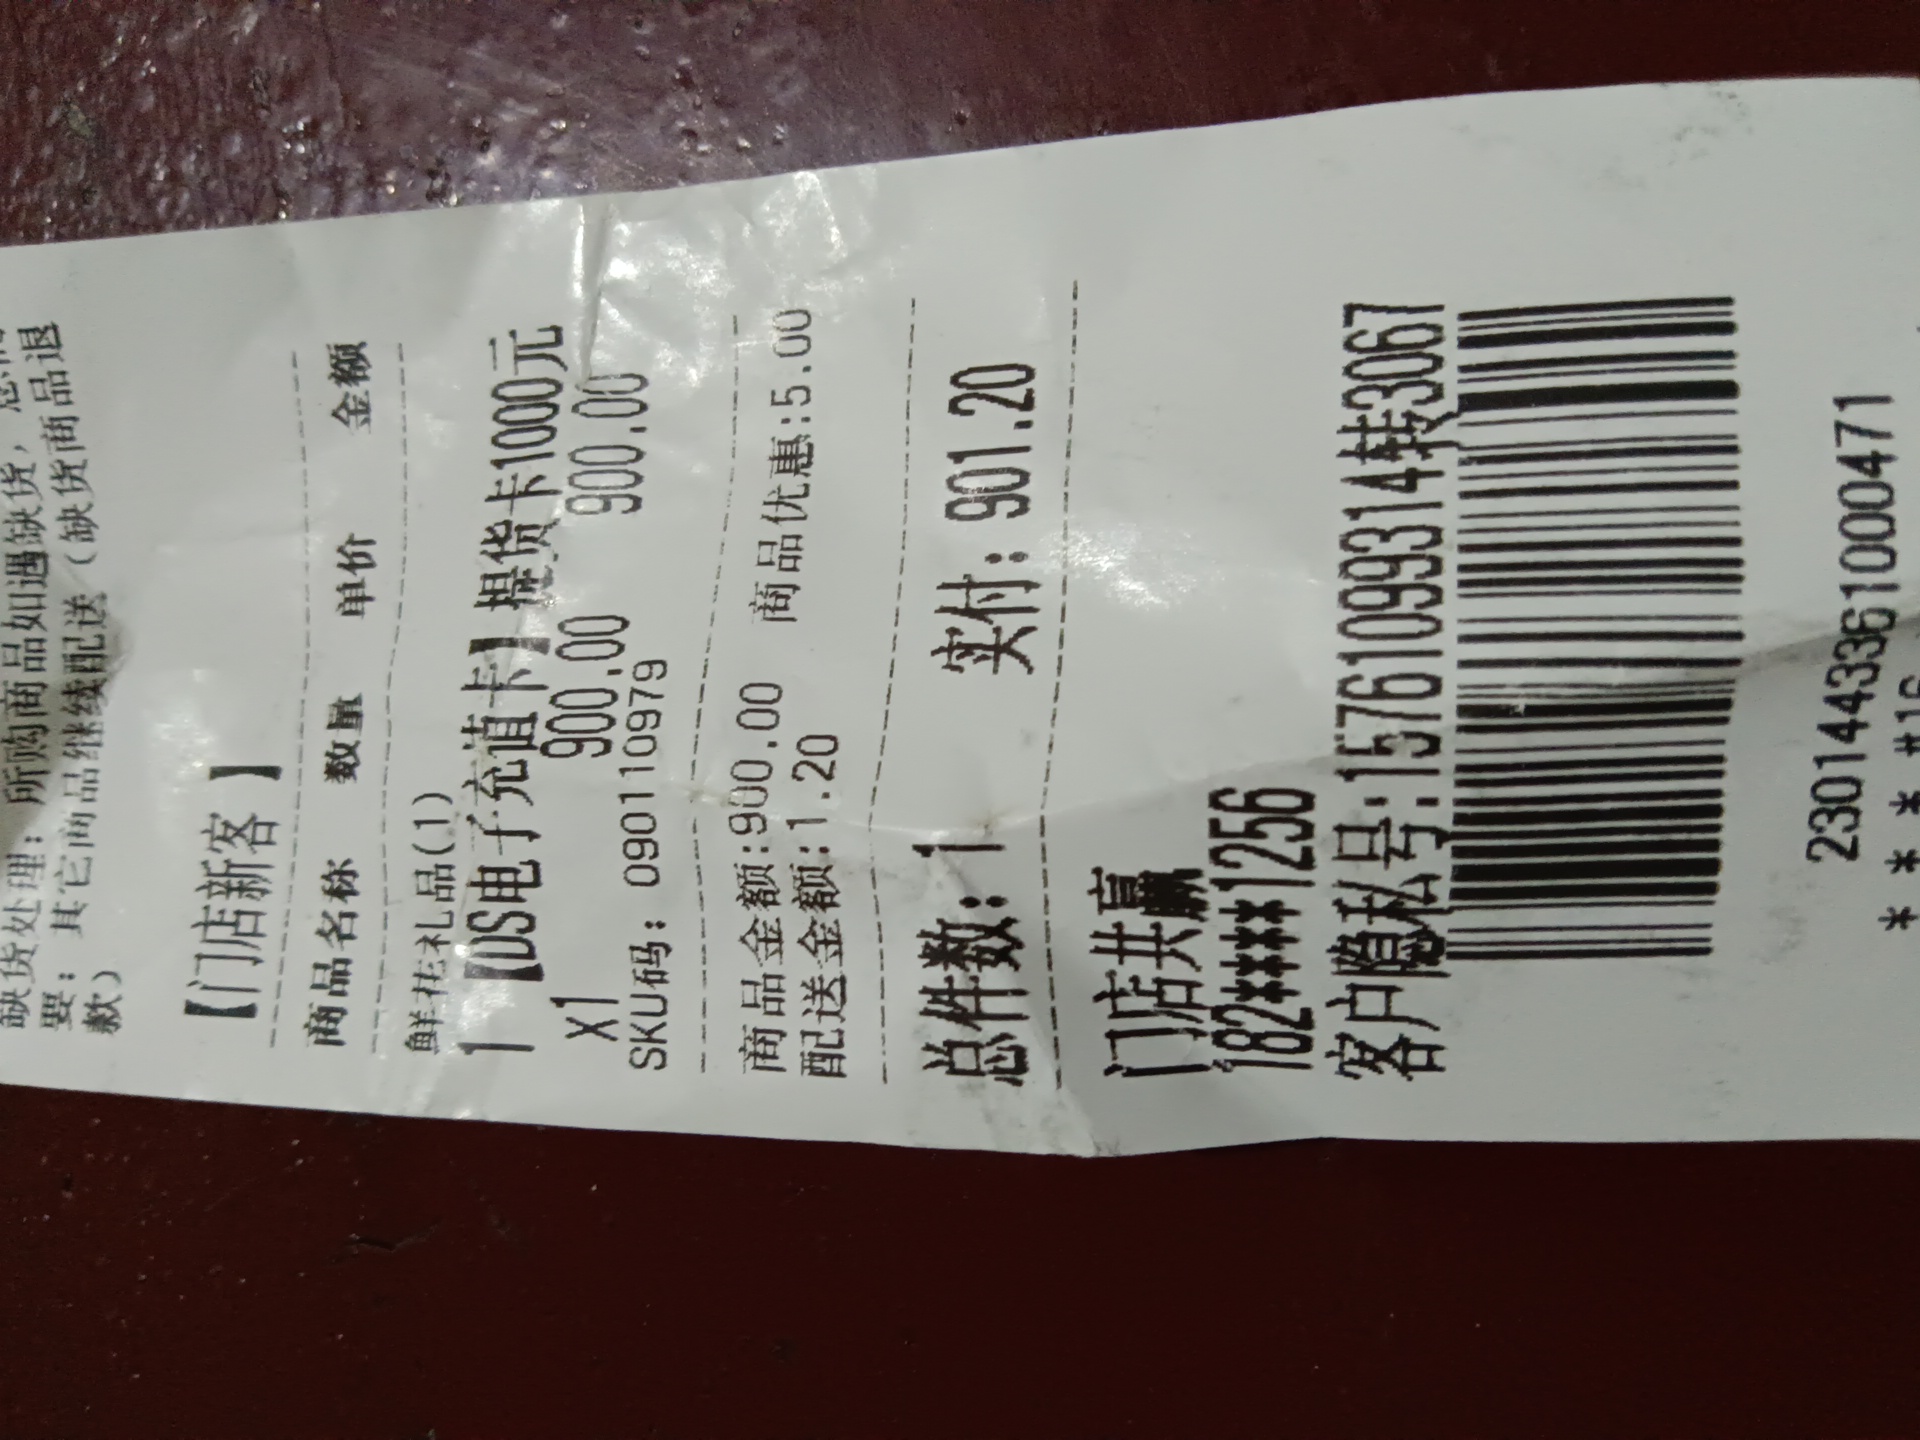 缺货处理：所购商品如遇缺货，
要：其它商品继续配送（缺货商品退
款）
【门店新客】
商品名称 数量 单价 金额
鲜花礼品(1)
1 【DS电子充值卡】提货卡1000元
x1 900.00 900.00
SKU码：090110979
商品金额:900.00 商品优惠:5.00
配送金额:1.20
总件数：1 实付：901.20
门店共赢
182****1256
客户隐私号:15761099314转3067
2301443361000471
* * * #16